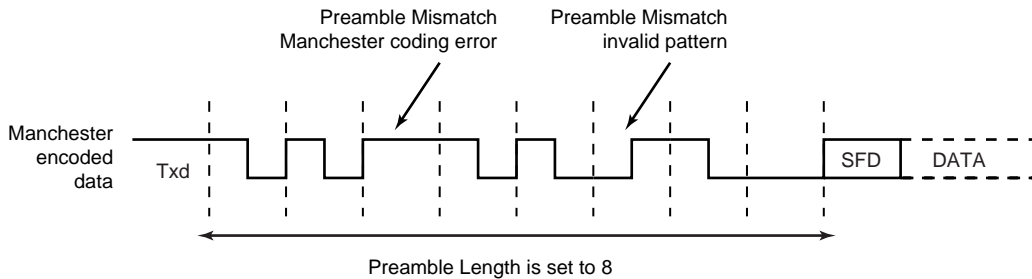 Preamble Mismatch
Manchester coding error
Preamble Mismatch
invalid pattern
Manchester
encoded
data
Txd
SFD
DATA
Preamble Length is set to 8